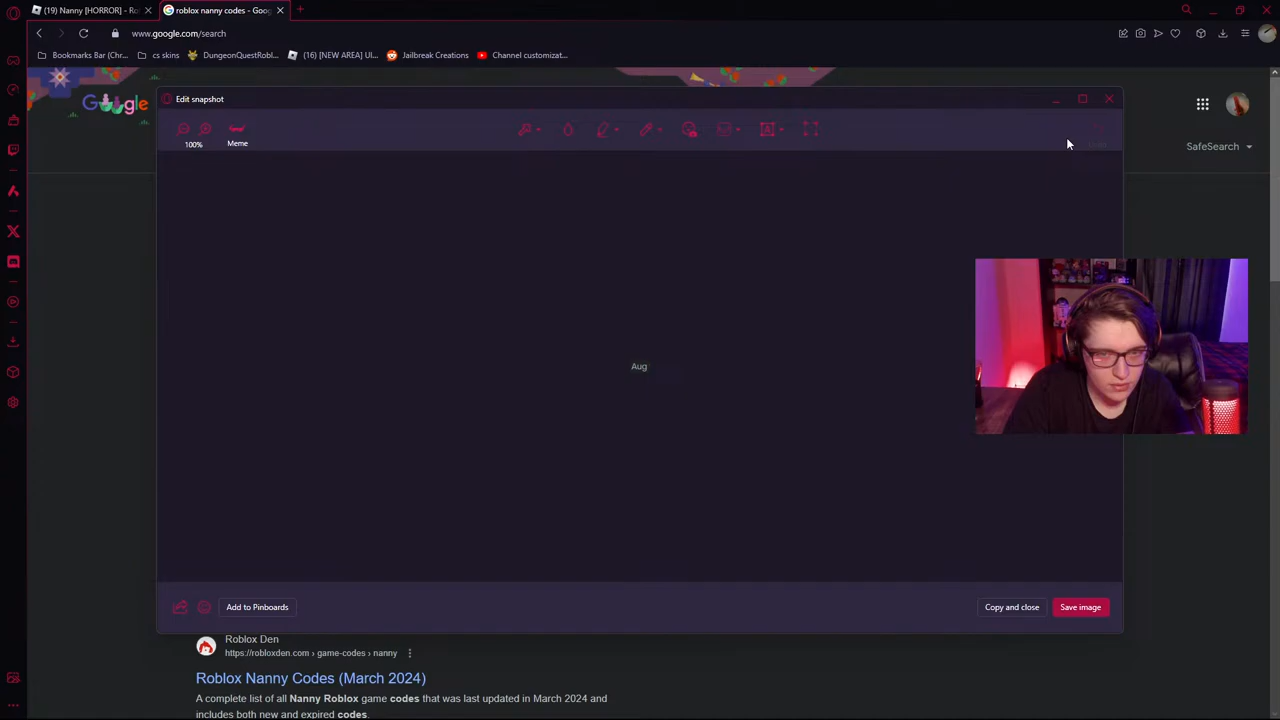 (19) Nanny [HORROR] - Ro
roblox nanny codes - Goog
www.google.com/search
Bookmarks Bar (Chr...
cs skins
DungeonQuestRobl...
(16) [NEW AREA] Ul...
Jailbreak Creations
Channel customizat...
Google
Edit snapshot
100%
Meme
SafeSearch
Aug
Add to Pinboards
Copy and close
Save image
Roblox Den
https://robloxden.com › game-codes › nanny
Roblox Nanny Codes (March 2024)
A complete list of all Nanny Roblox game codes that was last updated in March 2024 and
includes both new and expired codes.